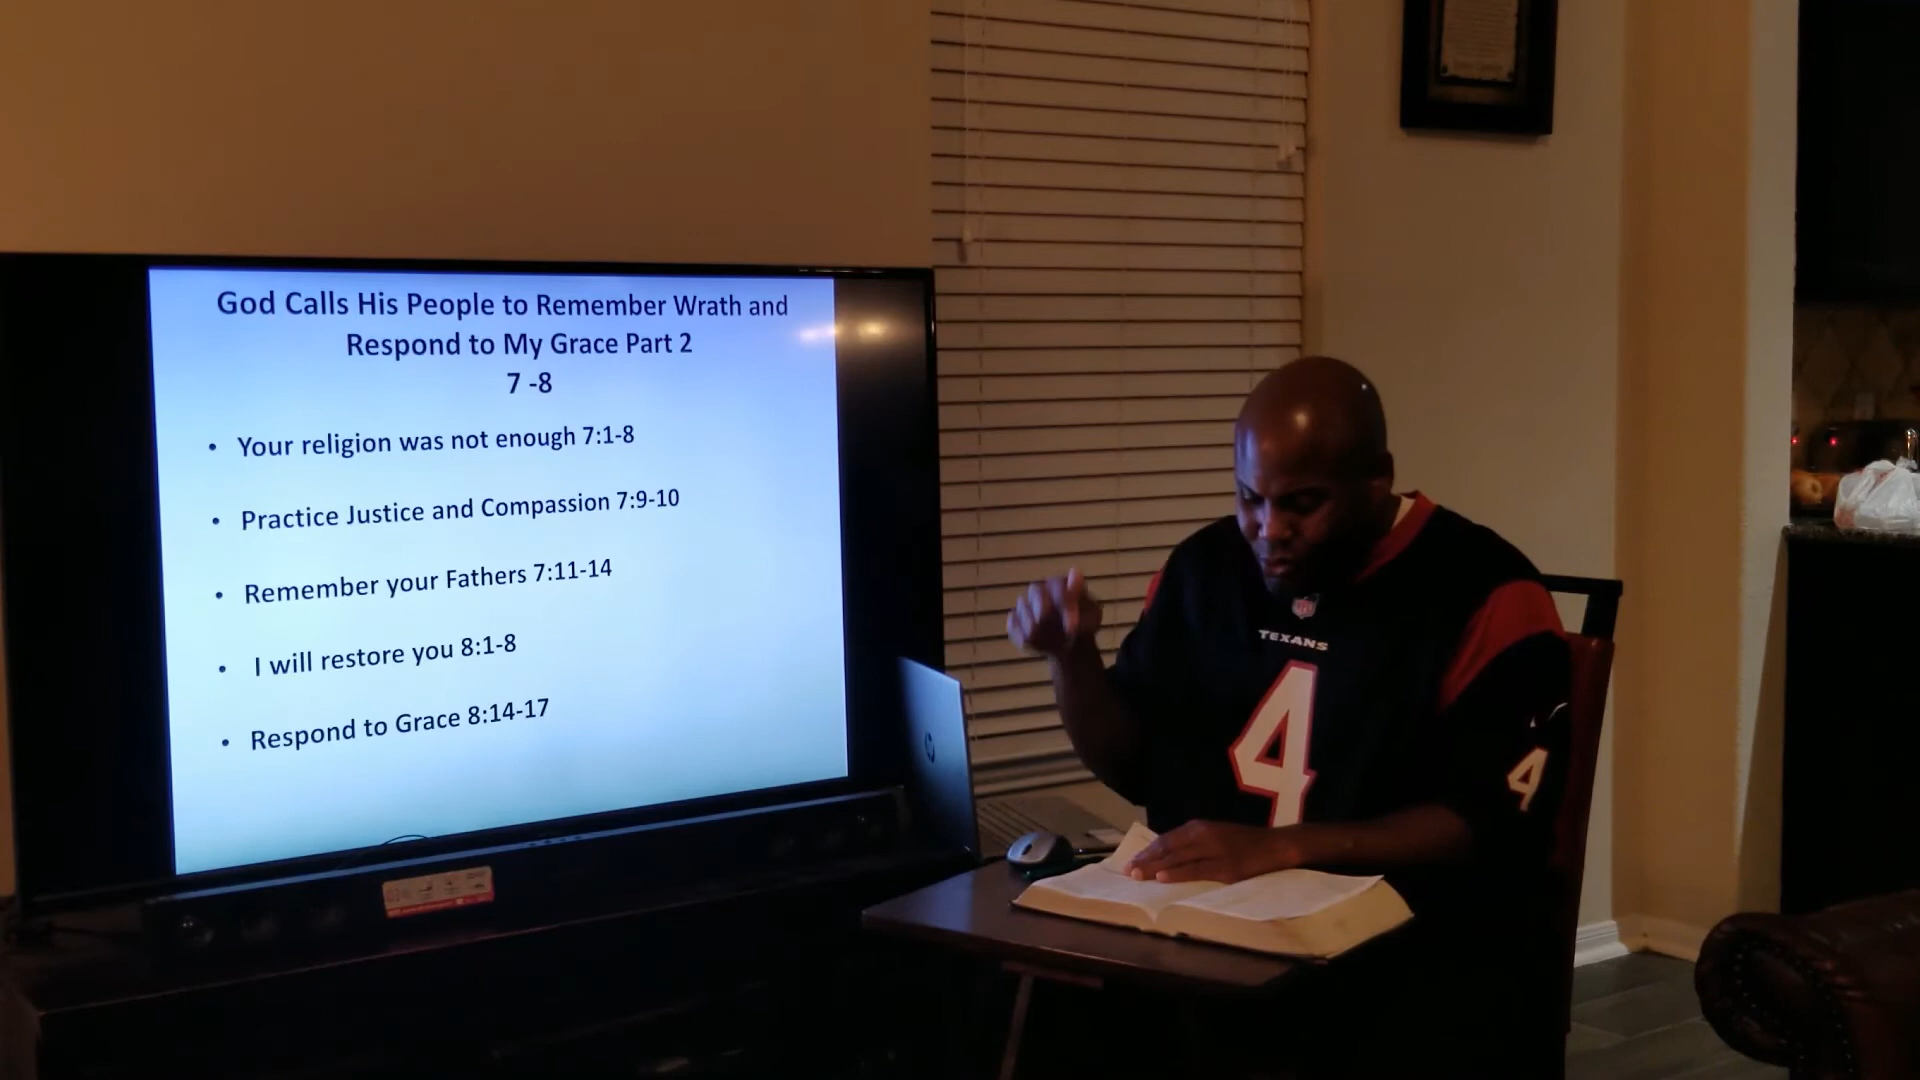 God Calls His People to Remember Wrath and
Respond to My Grace Part 2
7 -8
• Your religion was not enough 7:1-8
• Practice Justice and Compassion 7:9-10
• Remember your Fathers 7:11-14
• I will restore you 8:1-8
• Respond to Grace 8:14-17
NFL
TEXANS
4
4
hp